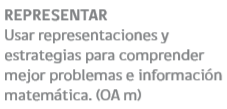 REPRESENTAR
Usar representaciones y
estrategias para comprender
mejor problemas e información
matemática. (OA m)